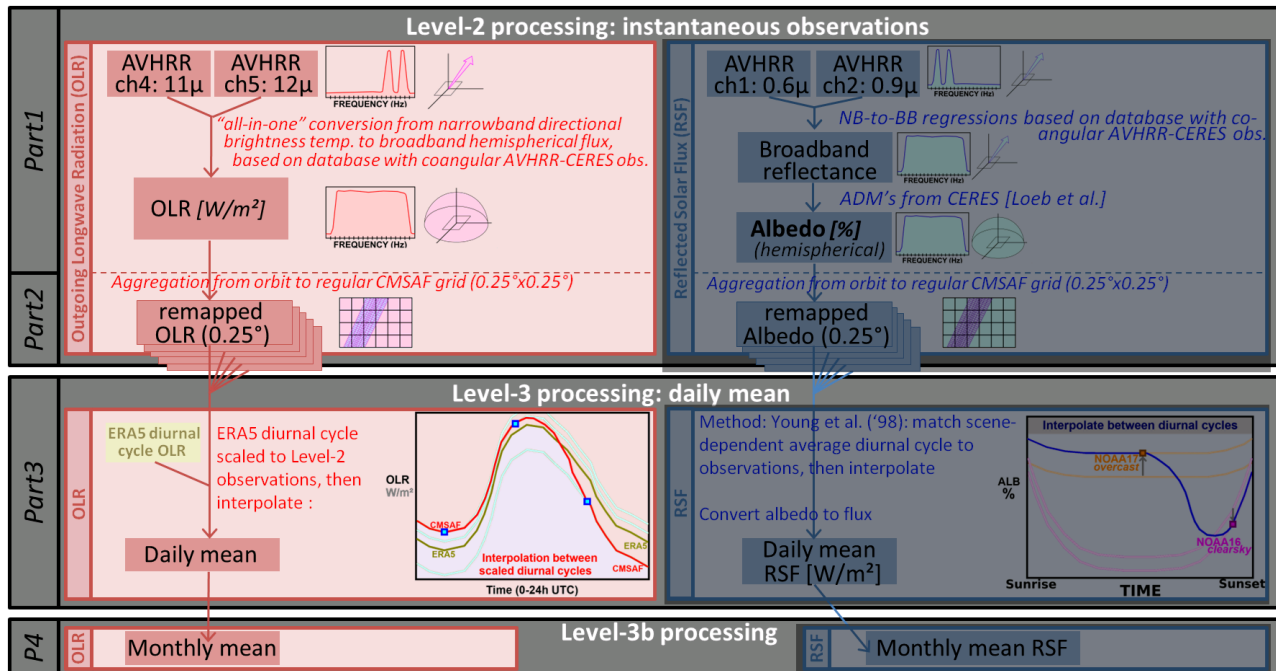 Level-2 processing: instantaneous observations
Part1
Outgoing Longwave Radiation (OLR)
AVHRR
ch4: 11µ
AVHRR
ch5: 12µ
FREQUENCY (Hz)
“all-in-one” conversion from narrowband directional
brightness temp. to broadband hemispherical flux,
based on database with coangular AVHRR-CERES obs.
OLR [W/m²]
FREQUENCY (Hz)
Reflected Solar Flux (RSF)
AVHRR
ch1: 0.6µ
AVHRR
ch2: 0.9µ
FREQUENCY (Hz)
NB-to-BB regressions based on database with co-
angular AVHRR-CERES obs.
Broadband
reflectance
FREQUENCY (Hz)
ADM’s from CERES [Loeb et al.]
Albedo [%]
(hemispherical)
FREQUENCY (Hz)
Part2
Aggregation from orbit to regular CMSAF grid (0.25°x0.25°)
remapped
OLR (0.25°)
Aggregation from orbit to regular CMSAF grid (0.25°x0.25°)
remapped
Albedo (0.25°)
Level-3 processing: daily mean
Part3
OLR
ERA5 diurnal
cycle OLR
ERA5 diurnal cycle
scaled to Level-2
observations, then
interpolate :
Daily mean
OLR
W/m²
CMSAF
ERA5
ERA5
CMSAF
Interpolation between
scaled diurnal cycles
Time (0-24h UTC)
RSF
Method: Young et al. (‘98): match scene-
dependent average diurnal cycle to
observations, then interpolate
Convert albedo to flux
Daily mean
RSF [W/m²]
Interpolate between diurnal cycles
NOAA17
overcast
ALB
%
NOAA16
clearsky
Sunrise
TIME
Sunset
Level-3b processing
P4
OLR
Monthly mean
RSF
Monthly mean RSF